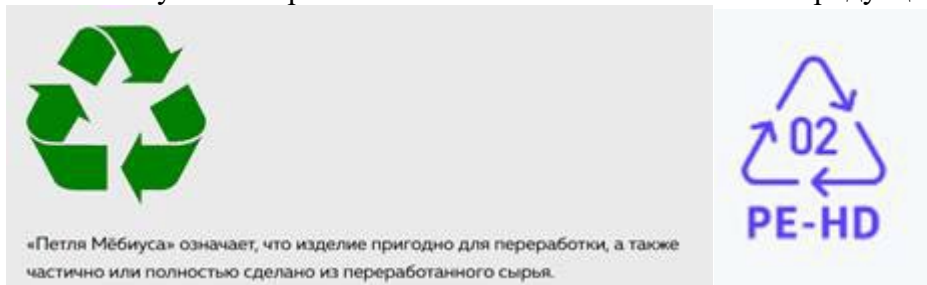 02
PE-HD
«Петля Мёбиуса» означает, что изделие пригодно для переработки, а также
частично или полностью сделано из переработанного сырья.